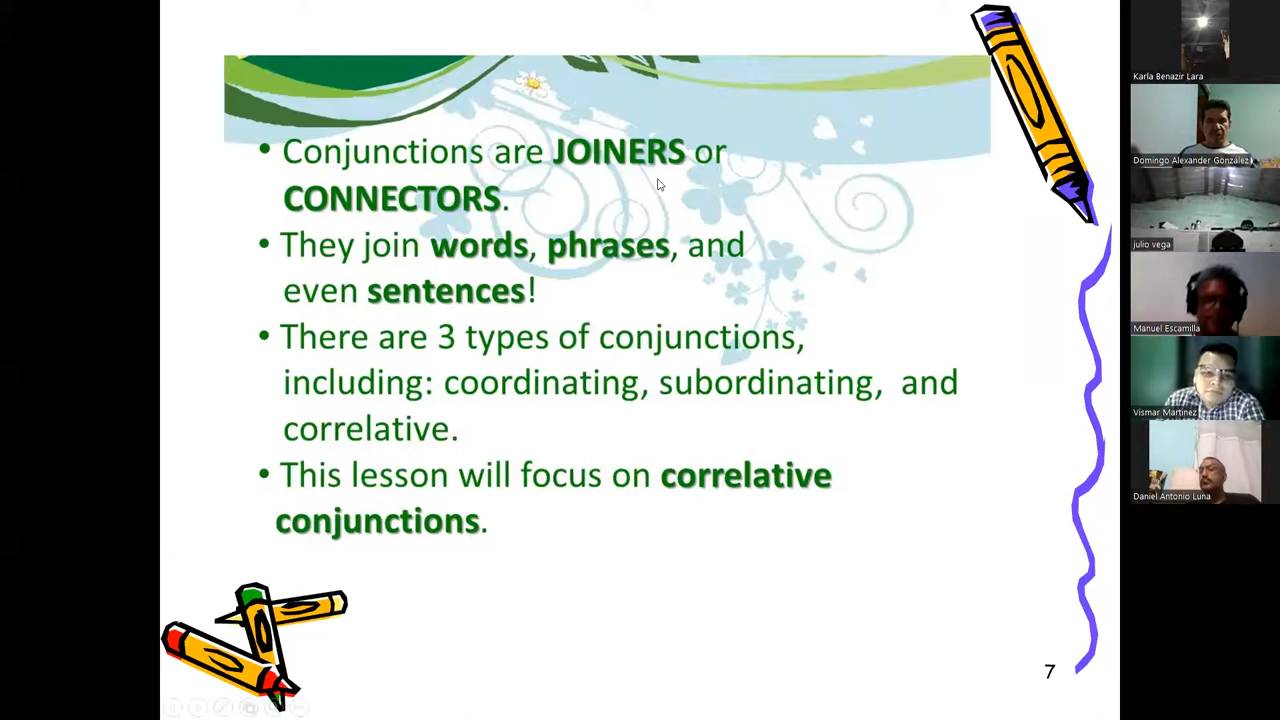 • Conjunctions are JOINERS or
CONNECTORS.
• They join words, phrases, and
even sentences!
• There are 3 types of conjunctions,
including: coordinating, subordinating, and
correlative.
• This lesson will focus on correlative
conjunctions.
7
Karla Benazir Lara
Domingo Alexander González
julio vega
Manuel Escamilla
Vismar Martinez
Daniel Antonio Luna